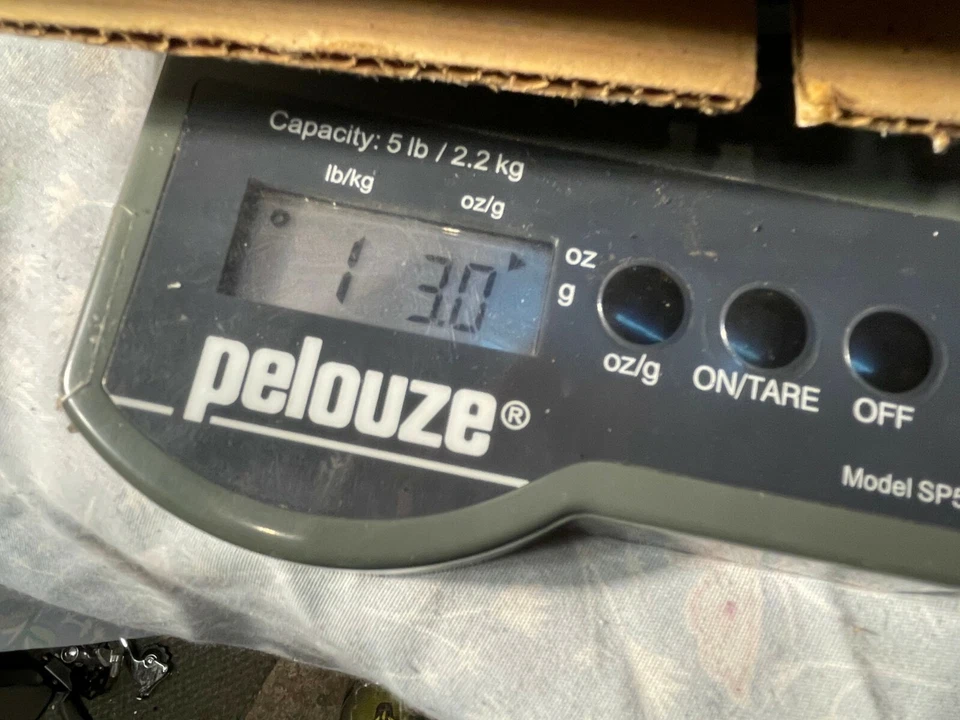 Capacity: 5 lb / 2.2 kg
lb/kg oz/g
1 3.0
oz
g
pelouze®
oz/g ON/TARE OFF
Model SP5